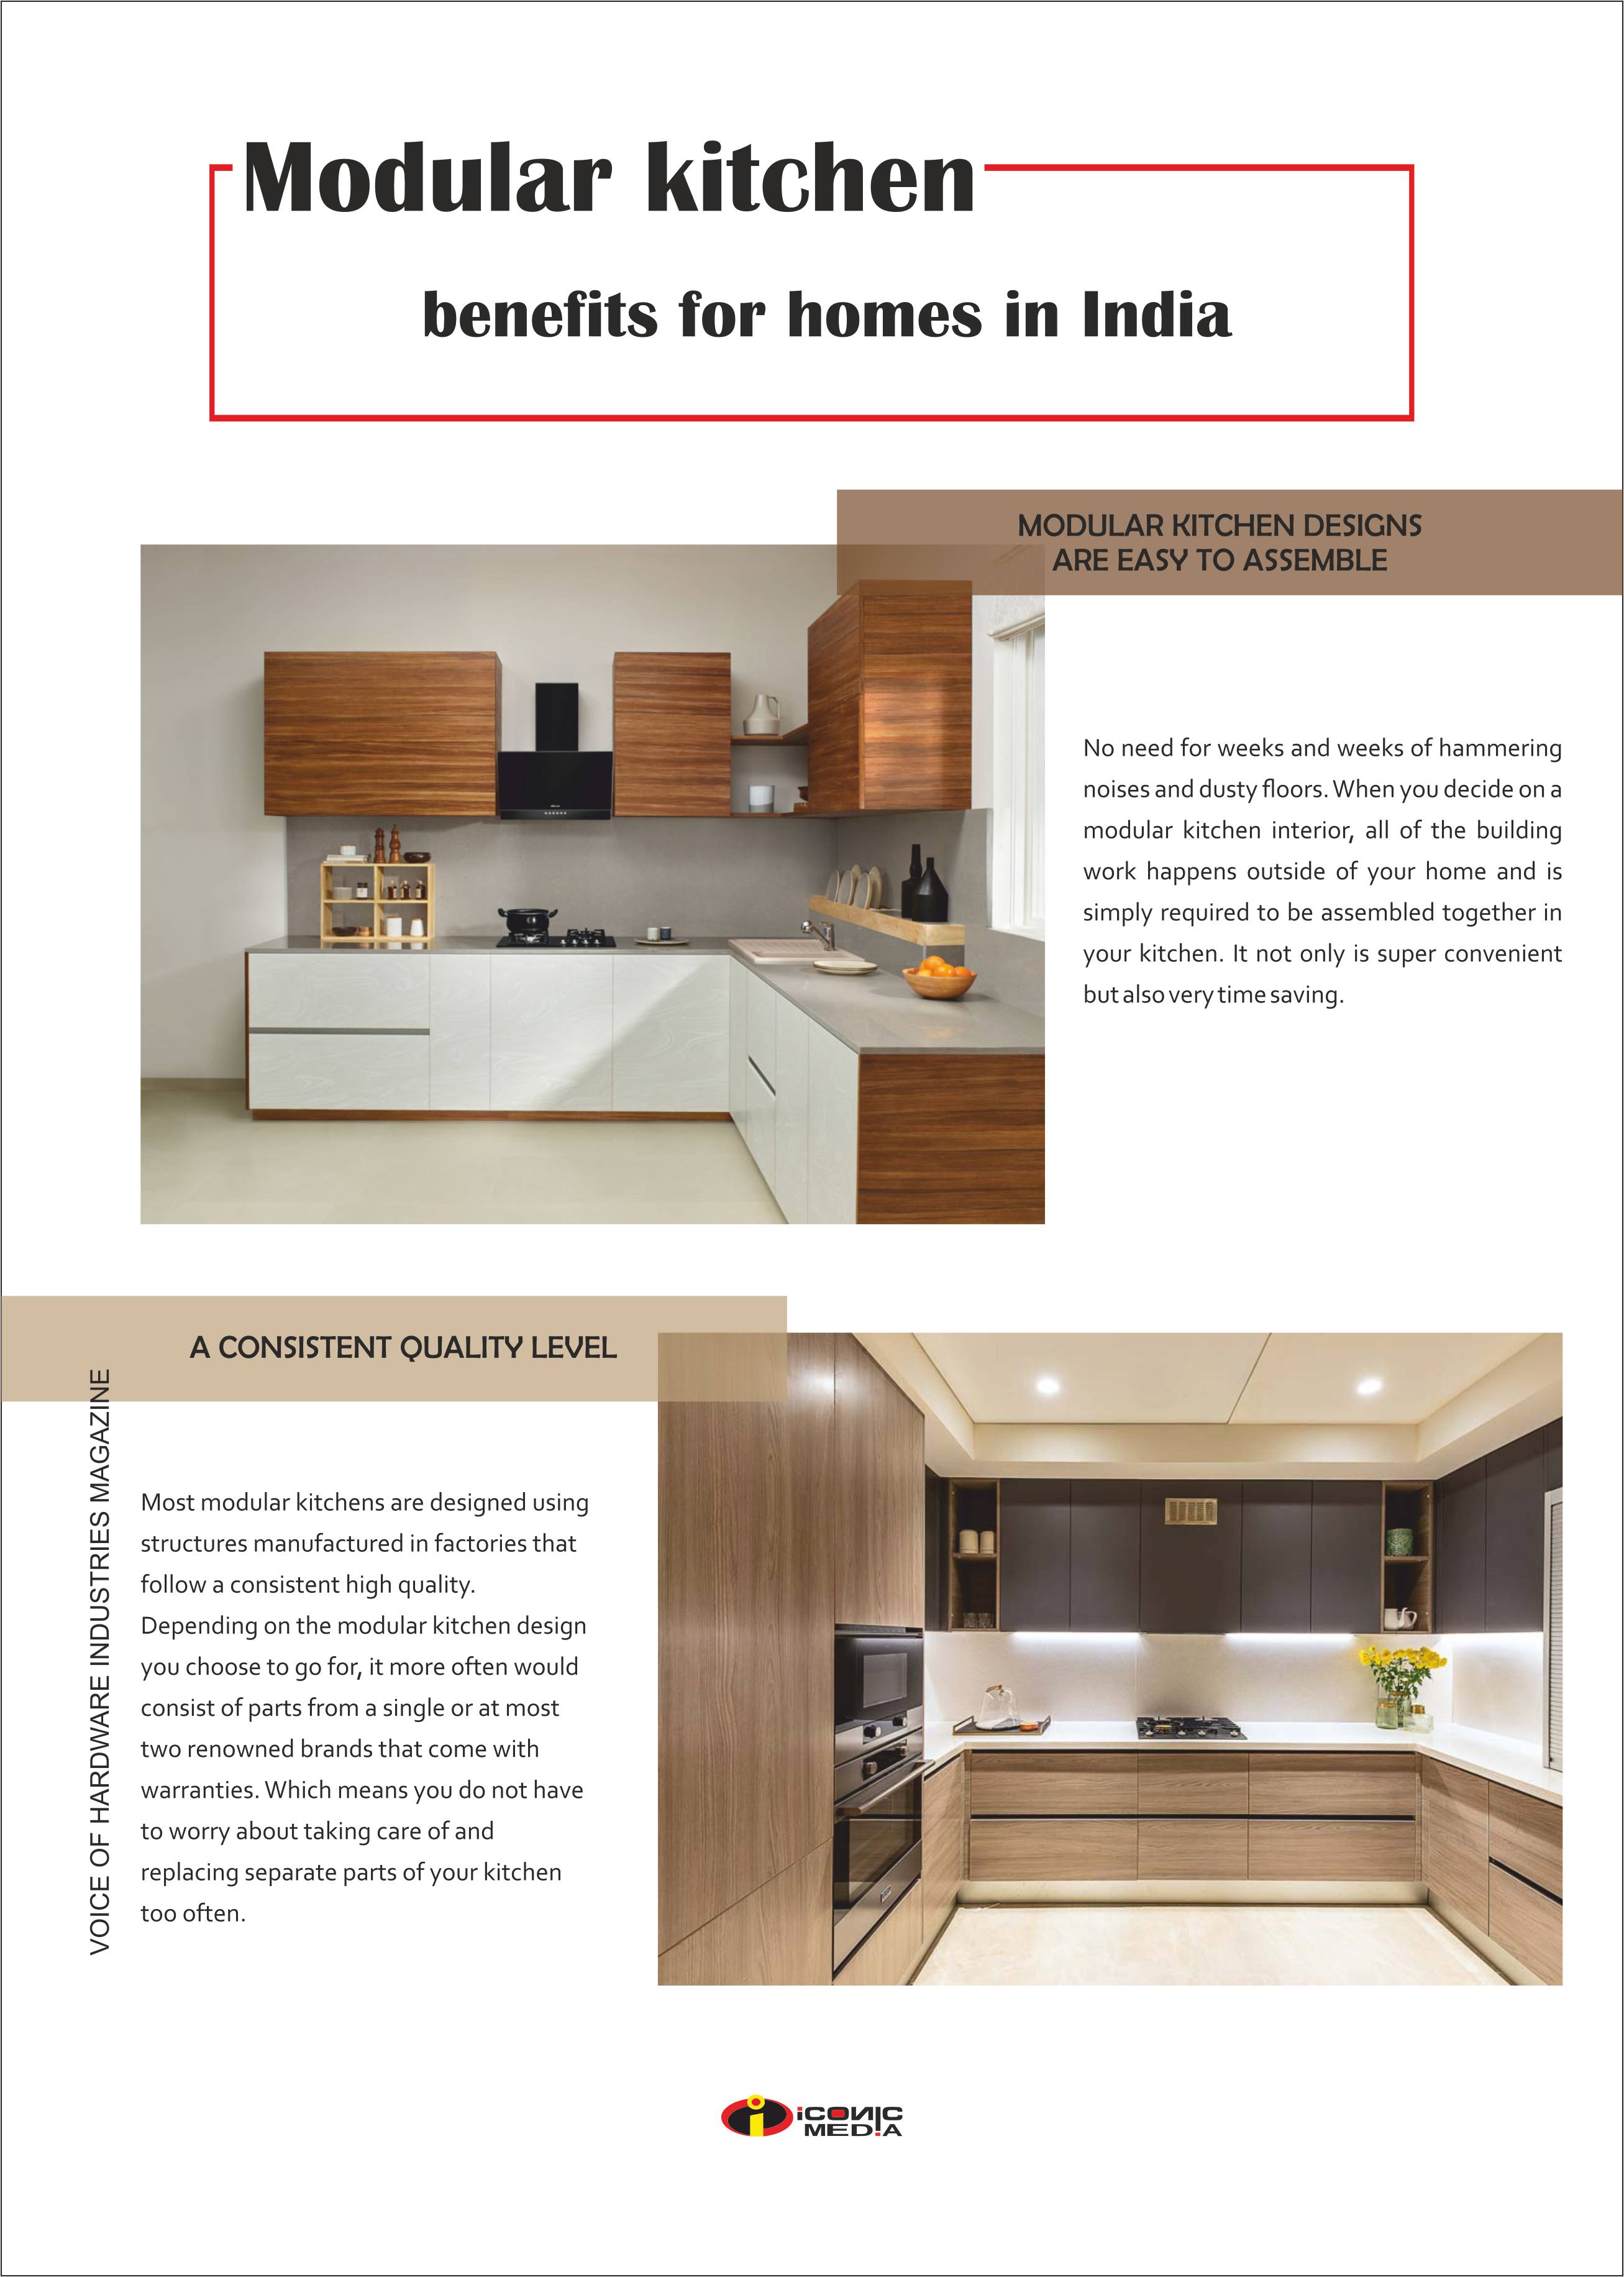 Modular kitchen
benefits for homes in India
MODULAR KITCHEN DESIGNS
ARE EASY TO ASSEMBLE
No need for weeks and weeks of hammering
noises and dusty floors. When you decide on a
modular kitchen interior, all of the building
work happens outside of your home and is
simply required to be assembled together in
your kitchen. It not only is super convenient
but also very time saving.
A CONSISTENT QUALITY LEVEL
Most modular kitchens are designed using
structures manufactured in factories that
follow a consistent high quality.
Depending on the modular kitchen design
you choose to go for, it more often would
consist of parts from a single or at most
two renowned brands that come with
warranties. Which means you do not have
to worry about taking care of and
replacing separate parts of your kitchen
too often.
VOICE OF HARDWARE INDUSTRIES MAGAZINE
iCONIC
MEDIA